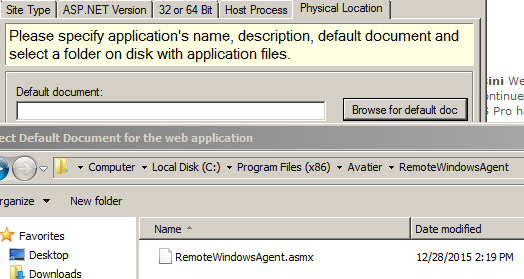 Site Type
ASP.NET Version
32 or 64 Bit
Host Process
Physical Location
Please specify application's name, description, default document and
select a folder on disk with application files.
Default document:
Browse for default doc
sini We
ontinue
Pro ha
ect Default Document for the web application
Computer Local Disk (C:) Program Files (x86) Avatier RemoteWindowsAgent
rganize New folder
Name Date modified
Favorites
Desktop
Downloads
RemoteWindowsAgent.asmx 12/28/2015 2:19 PM